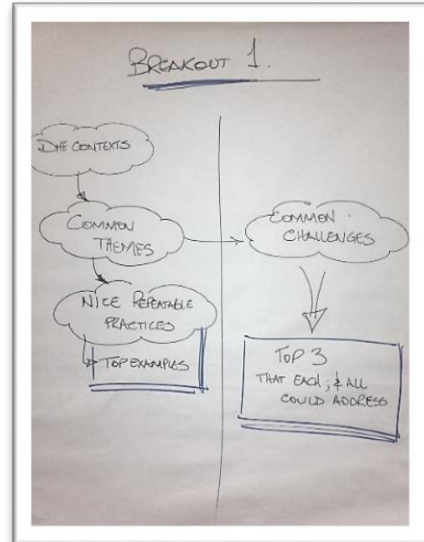 BREAKOUT 1.
DIFF CONTEXTS
COMMON
THEMES
NICE REPEATABLE
PRACTICES
TOP EXAMPLES
COMMON
CHALLENGES
TOP 3
THAT EACH; & ALL
COULD ADDRESS